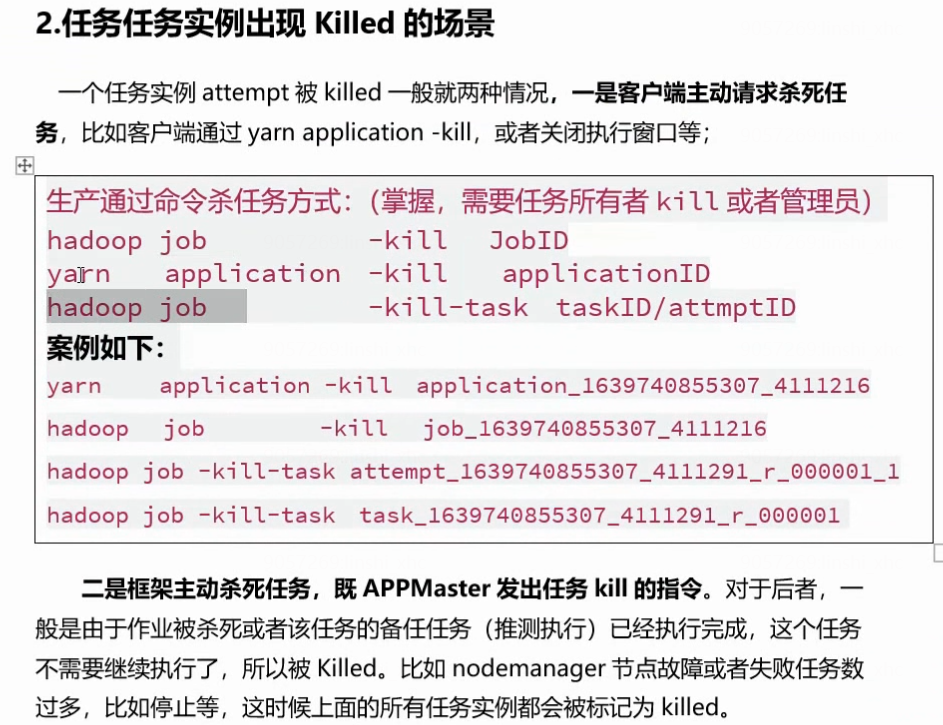 2.任务任务实例出现 Killed 的场景
一个任务实例 attempt 被 killed 一般就两种情况，一是客户端主动请求杀死任
务，比如客户端通过 yarn application -kill，或者关闭执行窗口等；
生产通过命令杀任务方式：（掌握，需要任务所有者 kill 或者管理员）
hadoop job -kill JobID
yarn application -kill applicationID
hadoop job -kill-task taskID/attmptID
案例如下：
yarn application -kill application_1639740855307_4111216
hadoop job -kill job_1639740855307_4111216
hadoop job -kill-task attempt_1639740855307_4111291_r_000001_1
hadoop job -kill-task task_1639740855307_4111291_r_000001
二是框架主动杀死任务，既 APPMaster 发出任务 kill 的指令。对于后者，一
般是由于作业被杀死或者该任务的备任任务（推测执行）已经执行完成，这个任务
不需要继续执行了，所以被 Killed。比如 nodemanager 节点故障或者失败任务数
过多，比如停止等，这时候上面的所有任务实例都会被标记为 killed。